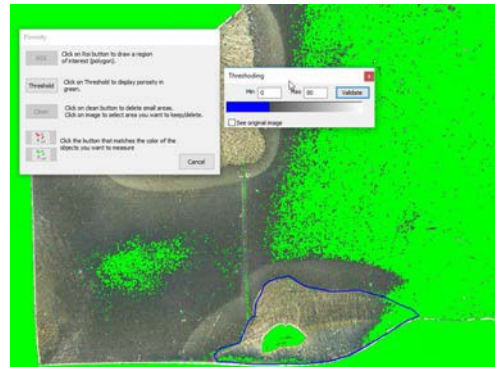 Porosity
ROI
Click on Roi button to draw a region
of interest (polygon).
Threshold
Click on Threshold to display porosity in
green.
Clean
Click on clean button to delete small areas.
Click on image to select area you want to keep/delete.
Click the button that matches the color of the
objects you want to measure
Cancel
Thresholding
Min 0 Max 80 Validate
See original image